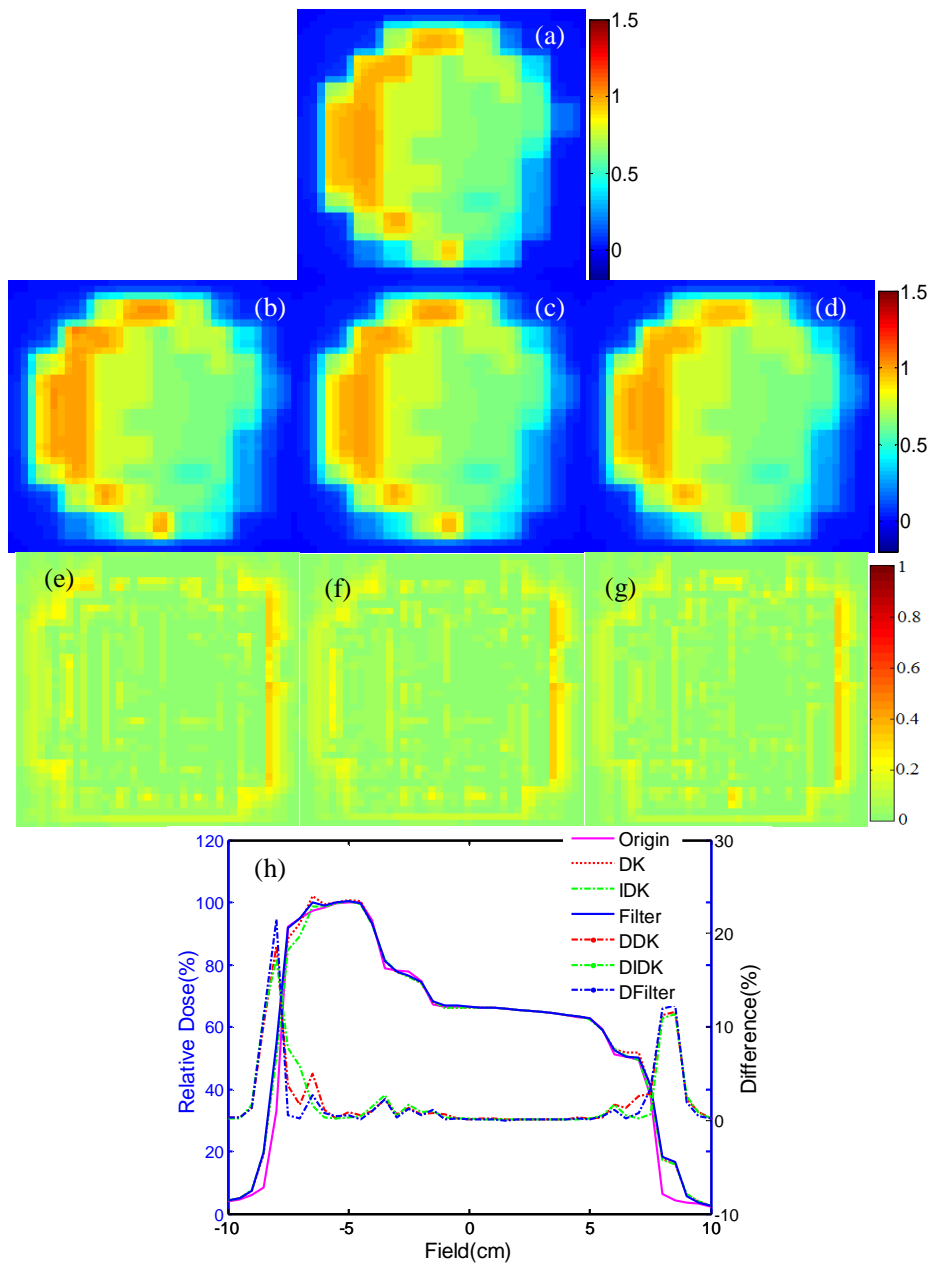 (a)
1.5
1
0.5
0
(b)
(c)
(d)
1.5
1
0.5
0
(e)
(f)
(g)
1
0.8
0.6
0.4
0.2
0
(h)
120
100
80
60
40
20
0
Relative Dose(%)
Origin
DK
IDK
Filter
DDK
DIDK
DFilter
30
20
10
0
-10
Difference(%)
-10
-5
0
5
10
Field(cm)